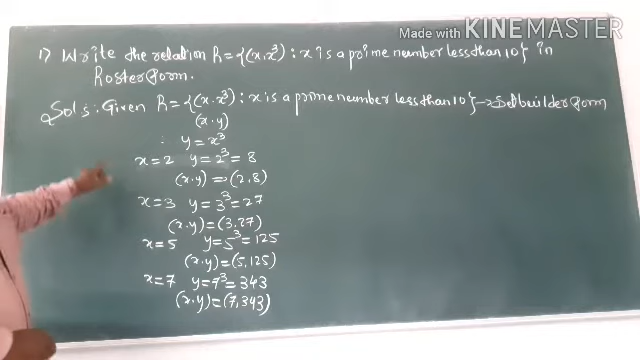 Made with KINEMASTER
1) Write the relation R = {(x, x³) : x is a prime number less than 10} in
Roster form.
Sol: Given R = {(x, x³) : x is a prime number less than 10} → Set builder form
(x, y)
∴ y = x³
x = 2 y = 2³ = 8
(x, y) = (2, 8)
x = 3 y = 3³ = 27
(x, y) = (3, 27)
x = 5 y = 5³ = 125
(x, y) = (5, 125)
x = 7 y = 7³ = 343
(x, y) = (7, 343)